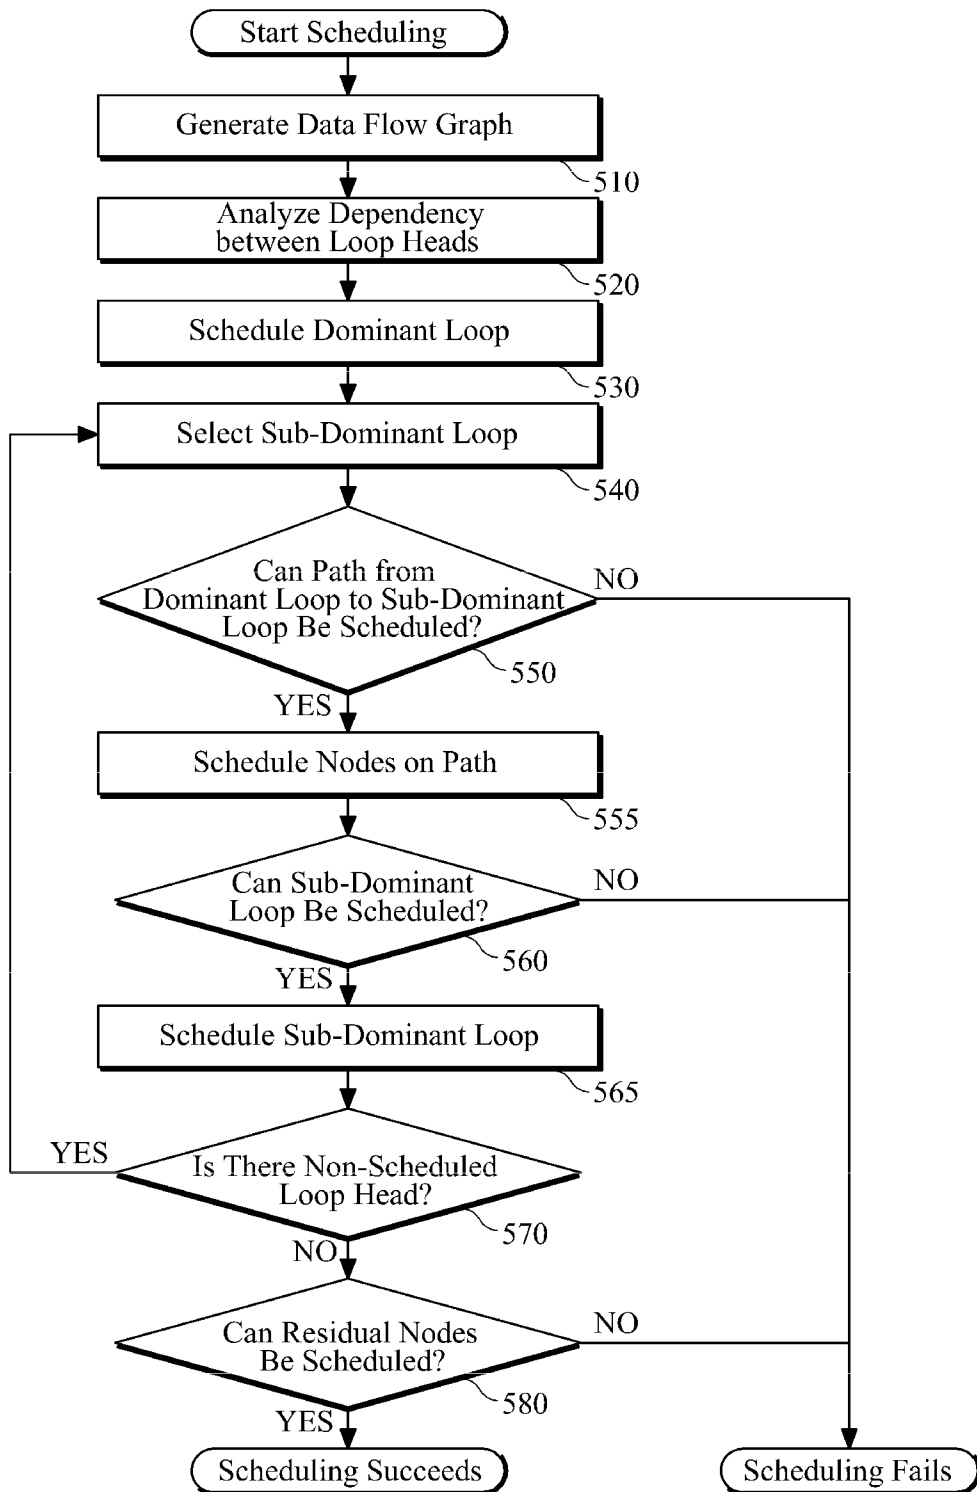 Start Scheduling
Generate Data Flow Graph
510
Analyze Dependency
between Loop Heads
520
Schedule Dominant Loop
530
Select Sub-Dominant Loop
540
Can Path from
Dominant Loop to Sub-Dominant
Loop Be Scheduled?
NO
550
YES
Schedule Nodes on Path
555
Can Sub-Dominant
Loop Be Scheduled?
NO
560
YES
Schedule Sub-Dominant Loop
565
YES
Is There Non-Scheduled
Loop Head?
570
NO
Can Residual Nodes
Be Scheduled?
NO
580
YES
Scheduling Succeeds
Scheduling Fails